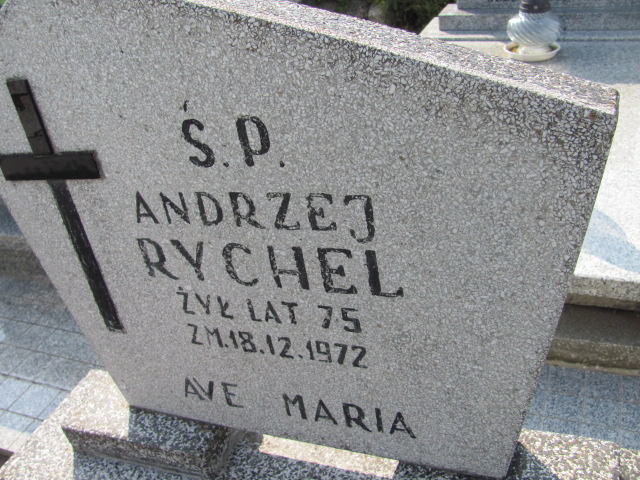 Ś.P.
ANDRZEJ
RYCHEL
ŻYŁ LAT 75
ZM.18.12.1972
AVE MARIA